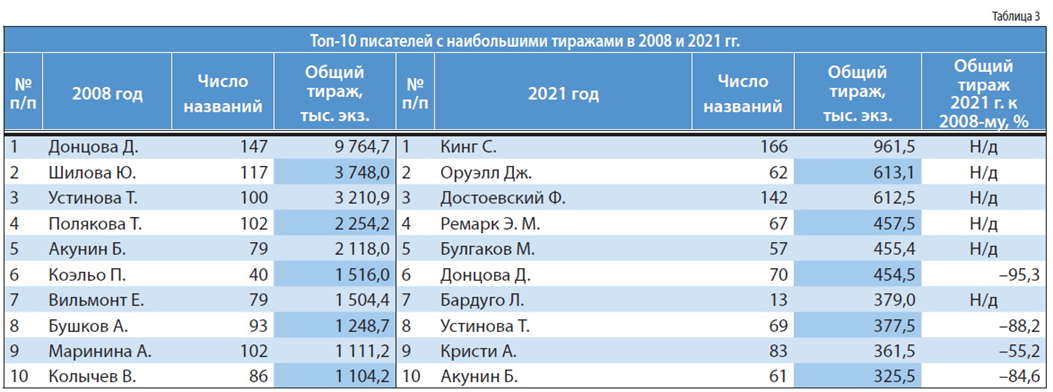 Таблица 3
Топ-10 писателей с наибольшими тиражами в 2008 и 2021 гг.
№ п/п | 2008 год | Число названий | Общий тираж, тыс. экз. | № п/п | 2021 год | Число названий | Общий тираж, тыс. экз. | Общий тираж 2021 г. к 2008-му, %
1 | Донцова Д. | 147 | 9 764,7 | 1 | Кинг С. | 166 | 961,5 | Н/д
2 | Шилова Ю. | 117 | 3 748,0 | 2 | Оруэлл Дж. | 62 | 613,1 | Н/д
3 | Устинова Т. | 100 | 3 210,9 | 3 | Достоевский Ф. | 142 | 612,5 | Н/д
4 | Полякова Т. | 102 | 2 254,2 | 4 | Ремарк Э. М. | 67 | 457,5 | Н/д
5 | Акунин Б. | 79 | 2 118,0 | 5 | Булгаков М. | 57 | 455,4 | Н/д
6 | Коэльо П. | 40 | 1 516,0 | 6 | Донцова Д. | 70 | 454,5 | –95,3
7 | Вильмонт Е. | 79 | 1 504,4 | 7 | Бардуго Л. | 13 | 379,0 | Н/д
8 | Бушков А. | 93 | 1 248,7 | 8 | Устинова Т. | 69 | 377,5 | –88,2
9 | Маринина А. | 102 | 1 111,2 | 9 | Кристи А. | 83 | 361,5 | –55,2
10 | Колычев В. | 86 | 1 104,2 | 10 | Акунин Б. | 61 | 325,5 | –84,6